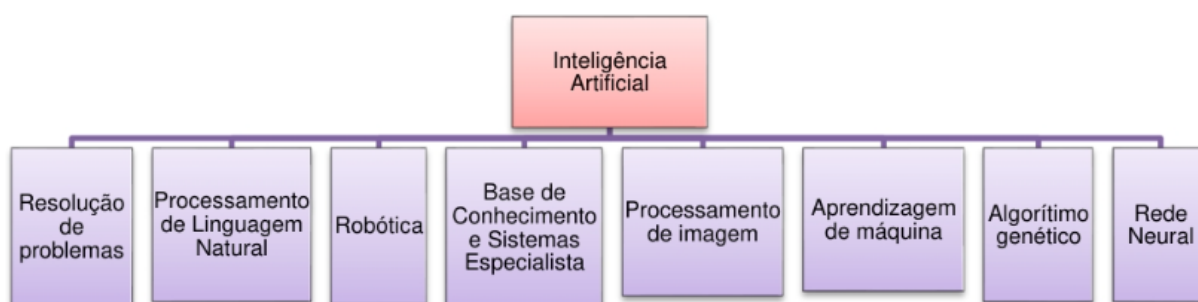 Inteligência
Artificial
Resolução
de
problemas
Processamento
de Linguagem
Natural
Robótica
Base de
Conhecimento
e Sistemas
Especialista
Processamento
de imagem
Aprendizagem
de máquina
Algorítimo
genético
Rede
Neural